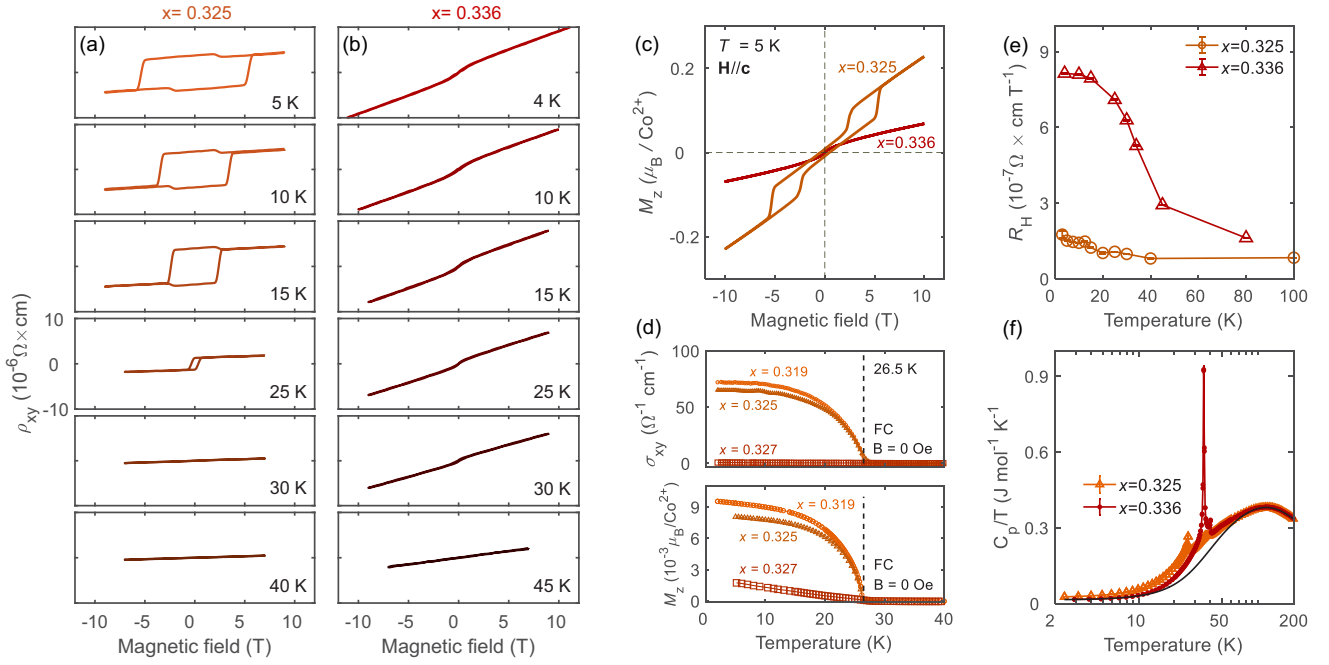 x= 0.325
(a)
5 K
10 K
15 K
10
0
-10
25 K
30 K
40 K
-10 -5 0 5 10
Magnetic field (T)
ρxy (10⁻⁶Ω×cm)
x= 0.336
(b)
4 K
10 K
15 K
25 K
30 K
45 K
-10 -5 0 5 10
Magnetic field (T)
(c)
T = 5 K
H//c
x=0.325
x=0.336
0.2
0
-0.2
Mz (μB / Co²⁺)
-10 -5 0 5 10
Magnetic field (T)
(d)
100
50
0
σxy (Ω⁻¹ cm⁻¹)
x = 0.319
x = 0.325
x = 0.327
26.5 K
FC
B = 0 Oe
9
6
3
0
Mz (10⁻³μB/Co²⁺)
x = 0.319
x = 0.325
x = 0.327
FC
B = 0 Oe
0 10 20 30 40
Temperature (K)
(e)
x=0.325
x=0.336
9
6
3
0
RH (10⁻⁷Ω × cm T⁻¹)
0 20 40 60 80 100
Temperature (K)
(f)
0.9
0.6
0.3
0
Cp/T (J mol⁻¹ K⁻¹)
x=0.325
x=0.336
2 10 50 200
Temperature (K)